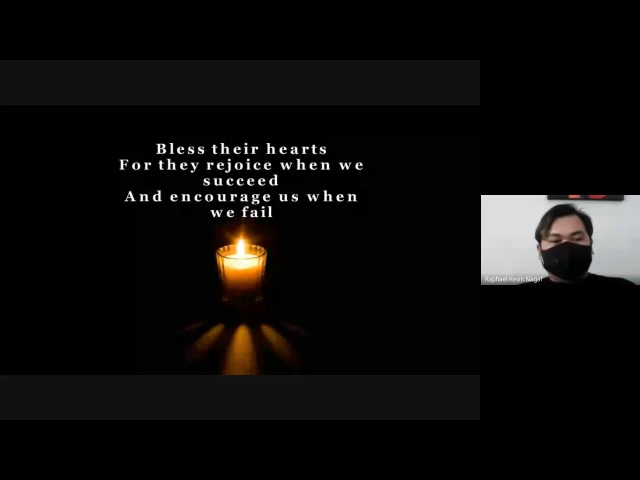 Bless their hearts
For they rejoice when we
succeed
And encourage us when
we fail
Raphael Kevin Nagal